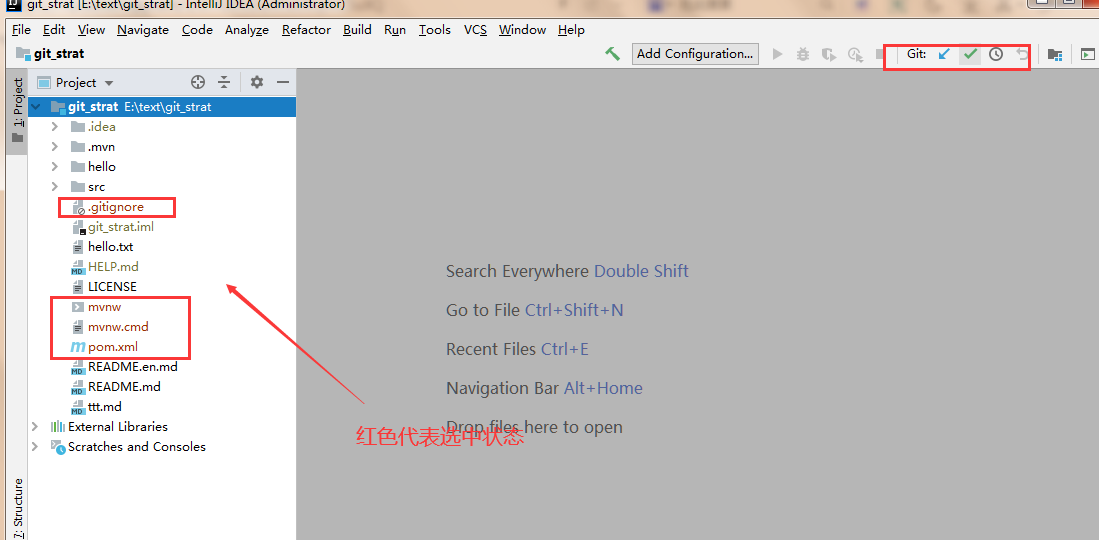 git_strat [E:\text\git_strat] - IntelliJ IDEA (Administrator)
File Edit View Navigate Code Analyze Refactor Build Run Tools VCS Window Help
git_strat Add Configuration... Git:
1: Project
Project
git_strat E:\text\git_strat
.idea
.mvn
hello
src
.gitignore
git_strat.iml
hello.txt
HELP.md
LICENSE
mvnw
mvnw.cmd
pom.xml
README.en.md
README.md
ttt.md
External Libraries
Scratches and Consoles
7: Structure
Search Everywhere Double Shift
Go to File Ctrl+Shift+N
Recent Files Ctrl+E
Navigation Bar Alt+Home
Drop files here to open
红色代表选中状态